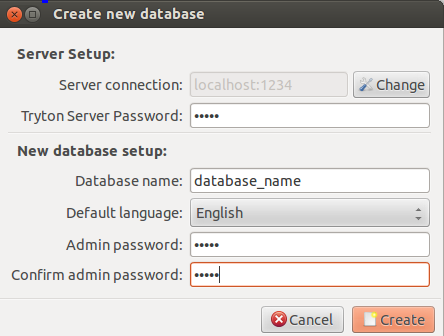 Create new database
Server Setup:
Server connection: localhost:1234 Change
Tryton Server Password: •••••
New database setup:
Database name: database_name
Default language: English
Admin password: •••••
Confirm admin password: •••••
Cancel Create